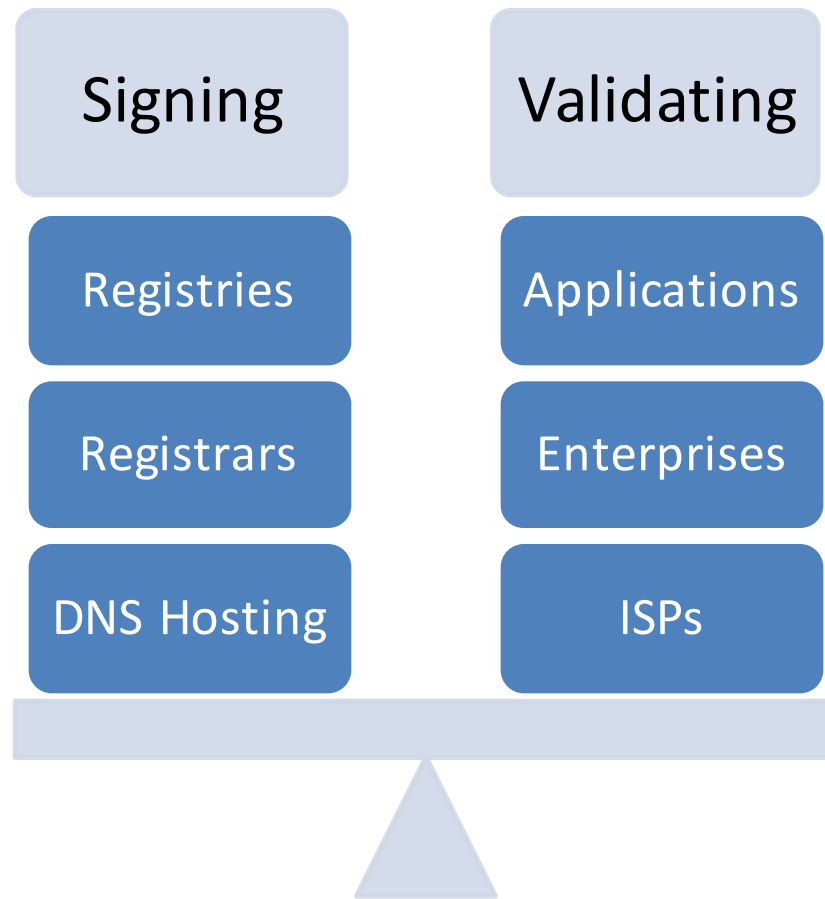 Signing
Validating
Registries
Applications
Registrars
Enterprises
DNS Hosting
ISPs